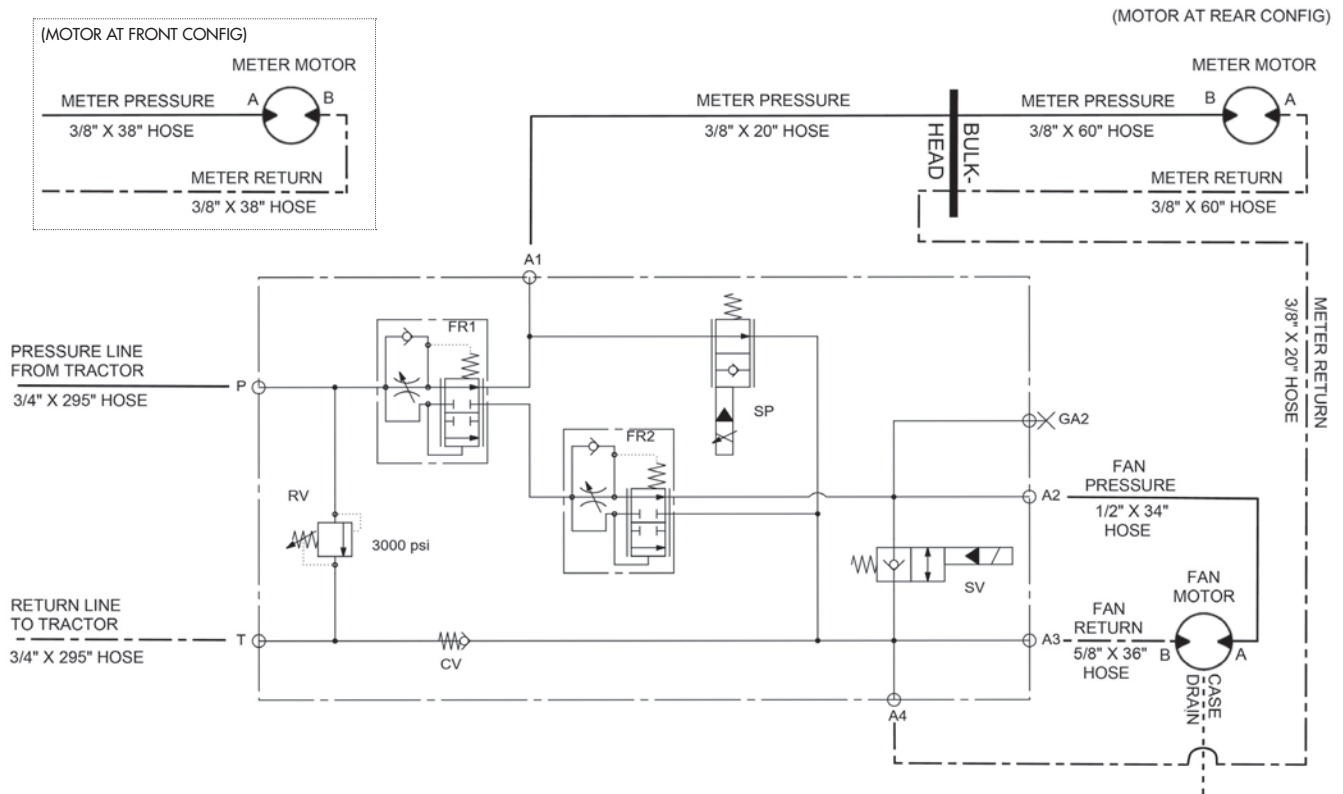 (MOTOR AT REAR CONFIG)
(MOTOR AT FRONT CONFIG)
METER MOTOR
METER PRESSURE
A
B
3/8" X 38" HOSE
METER RETURN
3/8" X 38" HOSE
METER PRESSURE
3/8" X 20" HOSE
BULK-
HEAD
METER MOTOR
METER PRESSURE
B
A
3/8" X 60" HOSE
METER RETURN
3/8" X 60" HOSE
METER RETURN
3/8" X 20" HOSE
A1
FR1
SP
PRESSURE LINE
FROM TRACTOR
P
3/4" X 295" HOSE
FR2
GA2
RV
3000 psi
A2
FAN
PRESSURE
1/2" X 34"
HOSE
SV
FAN
MOTOR
RETURN LINE
TO TRACTOR
T
3/4" X 295" HOSE
CV
A3
FAN
RETURN
5/8" X 36"
HOSE
B
A
CASE
DRAIN
A4